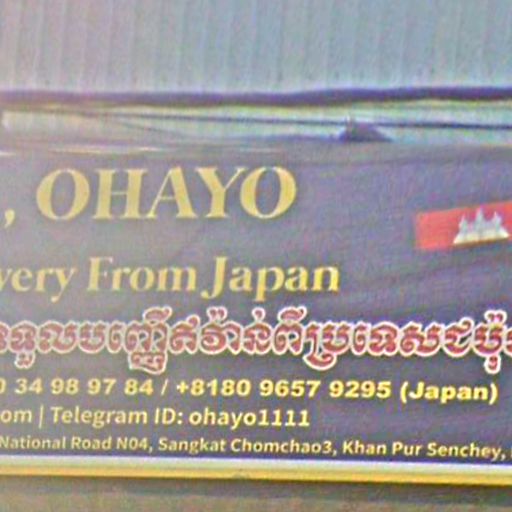 , OHAYO
very From Japan
ទទួលបញ្ញើឥវ៉ាន់ពីប្រទេសជប៉ុ
0 34 98 97 84 / +8180 9657 9295 (Japan)
om | Telegram ID: ohayo1111
National Road N04, Sangkat Chomchao3, Khan Pur Senchey,